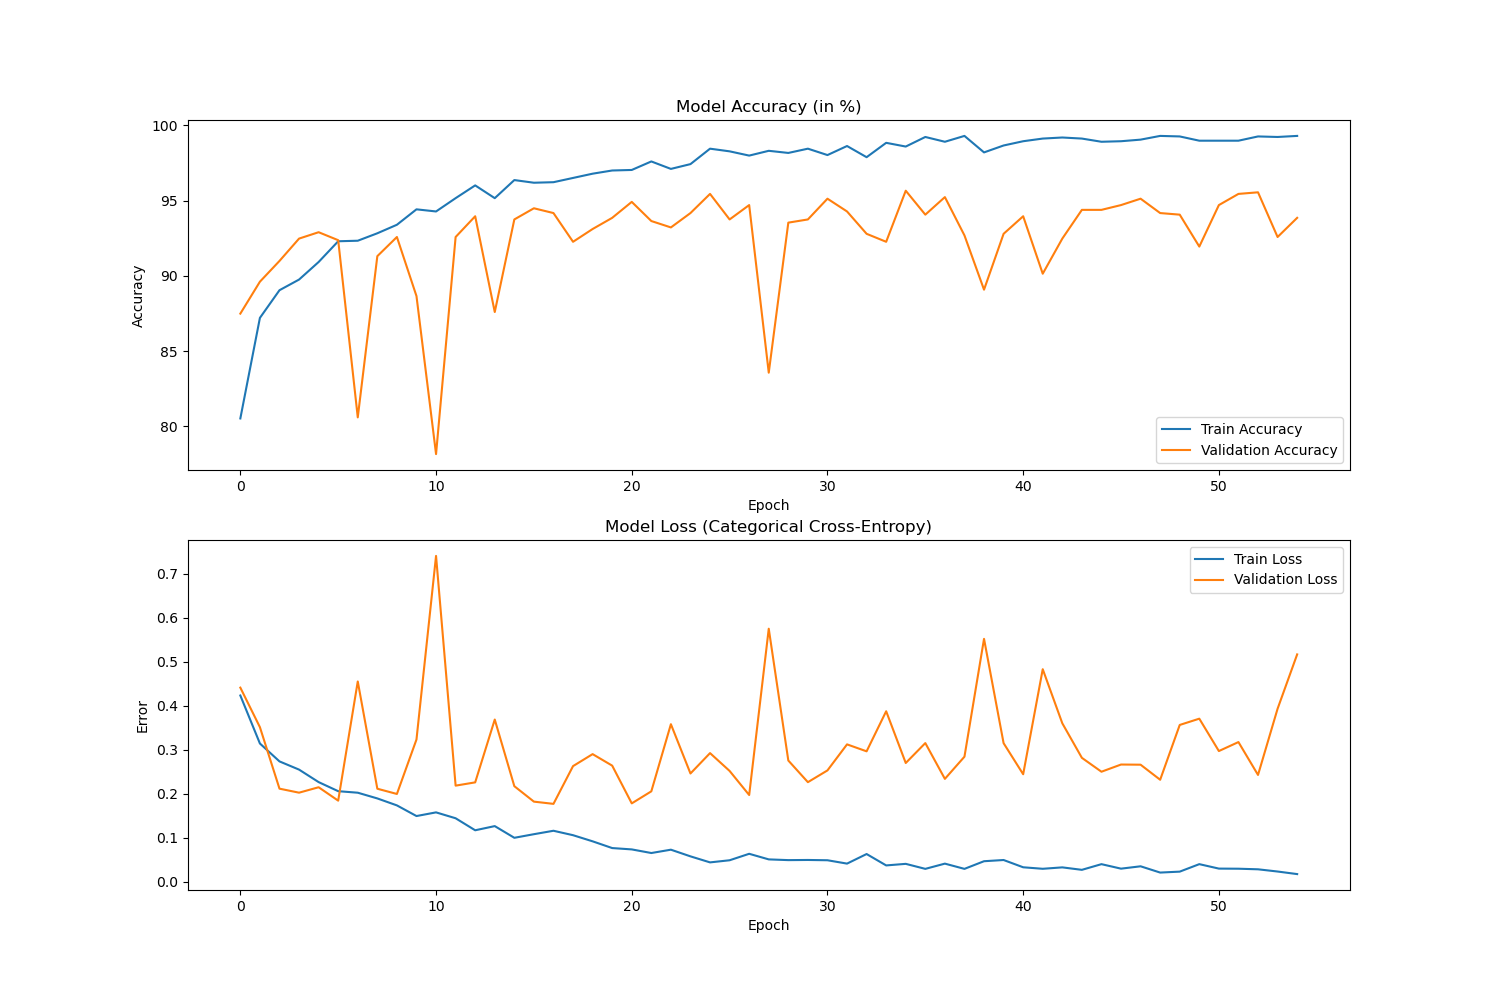 Model Accuracy (in %)
100
95
90
85
80
Accuracy
Train Accuracy
Validation Accuracy
0 10 20 30 40 50
Epoch
Model Loss (Categorical Cross-Entropy)
0.7
0.6
0.5
0.4
0.3
0.2
0.1
0.0
Error
Train Loss
Validation Loss
0 10 20 30 40 50
Epoch